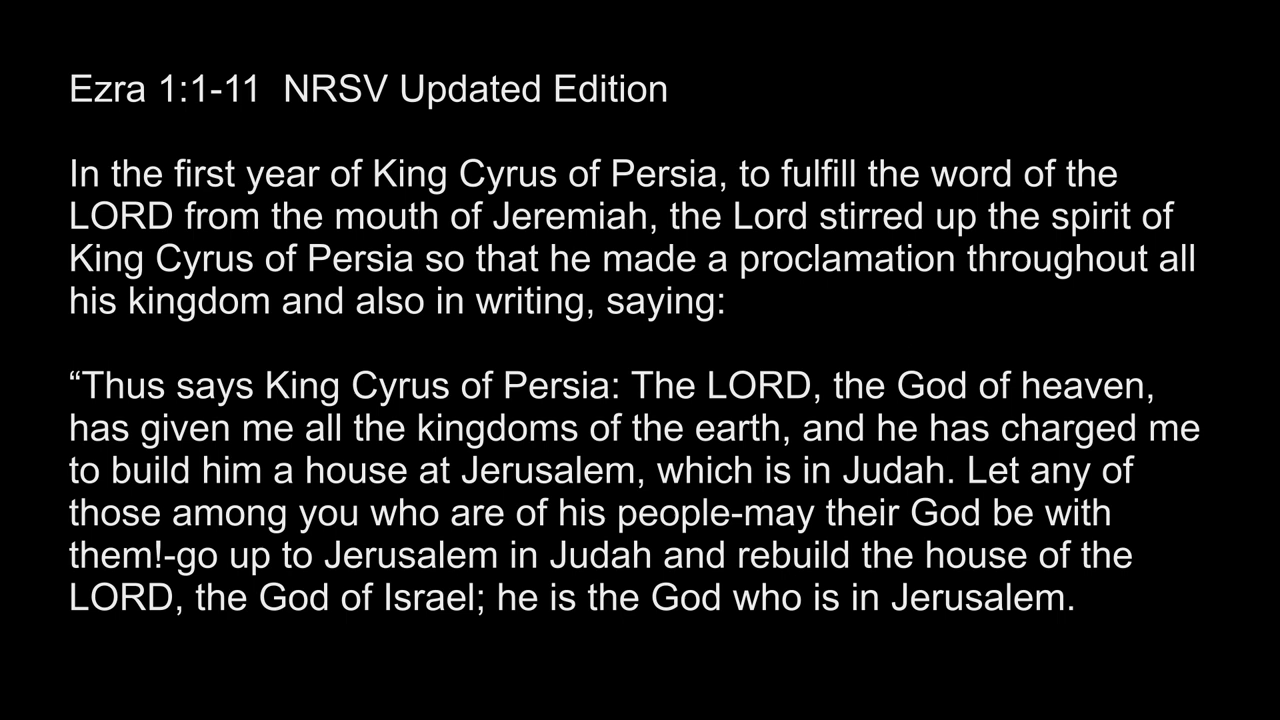 Ezra 1:1-11  NRSV Updated Edition
In the first year of King Cyrus of Persia, to fulfill the word of the
LORD from the mouth of Jeremiah, the Lord stirred up the spirit of
King Cyrus of Persia so that he made a proclamation throughout all
his kingdom and also in writing, saying:
“Thus says King Cyrus of Persia: The LORD, the God of heaven,
has given me all the kingdoms of the earth, and he has charged me
to build him a house at Jerusalem, which is in Judah. Let any of
those among you who are of his people-may their God be with
them!-go up to Jerusalem in Judah and rebuild the house of the
LORD, the God of Israel; he is the God who is in Jerusalem.